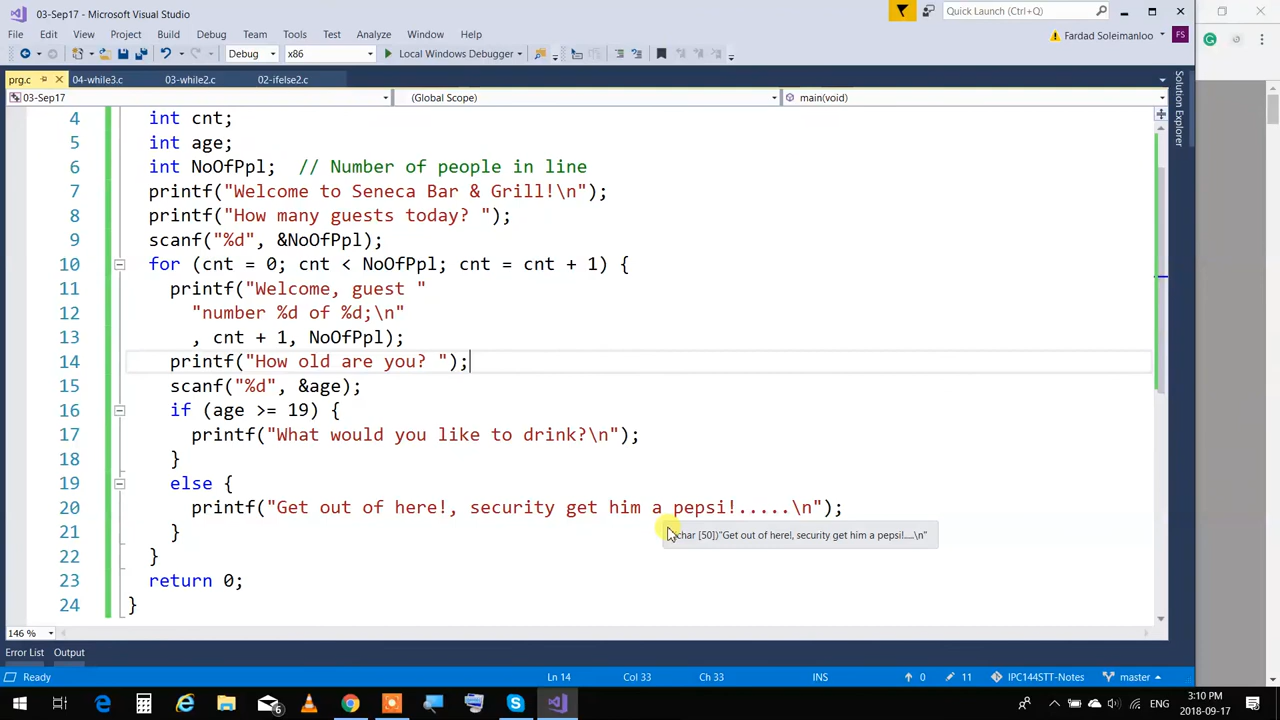 03-Sep17 - Microsoft Visual Studio
Quick Launch (Ctrl+Q)
File Edit View Project Build Debug Team Tools Test Analyze Window Help
Fardad Soleimanloo FS
Debug x86 Local Windows Debugger
prg.c 04-while3.c 03-while2.c 02-ifelse2.c
03-Sep17 (Global Scope) main(void)
Solution Explorer
4 int cnt;
5 int age;
6 int NoOfPpl; // Number of people in line
7 printf("Welcome to Seneca Bar & Grill!\n");
8 printf("How many guests today? ");
9 scanf("%d", &NoOfPpl);
10 for (cnt = 0; cnt < NoOfPpl; cnt = cnt + 1) {
11 printf("Welcome, guest "
12 "number %d of %d;\n"
13 , cnt + 1, NoOfPpl);
14 printf("How old are you? ");
15 scanf("%d", &age);
16 if (age >= 19) {
17 printf("What would you like to drink?\n");
18 }
19 else {
20 printf("Get out of here!, security get him a pepsi!.....\n");
21 }
char [50])"Get out of here!, security get him a pepsi!.....\n"
22 }
23 return 0;
24 }
146 %
Error List Output
Ready Ln 14 Col 33 Ch 33 INS 0 11 IPC144STT-Notes master
6
ENG
3:10 PM
2018-09-17